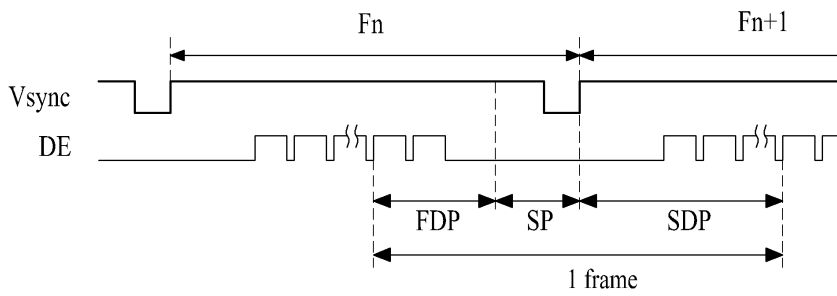 Fn
Fn+1
Vsync
DE
FDP
SP
SDP
1 frame